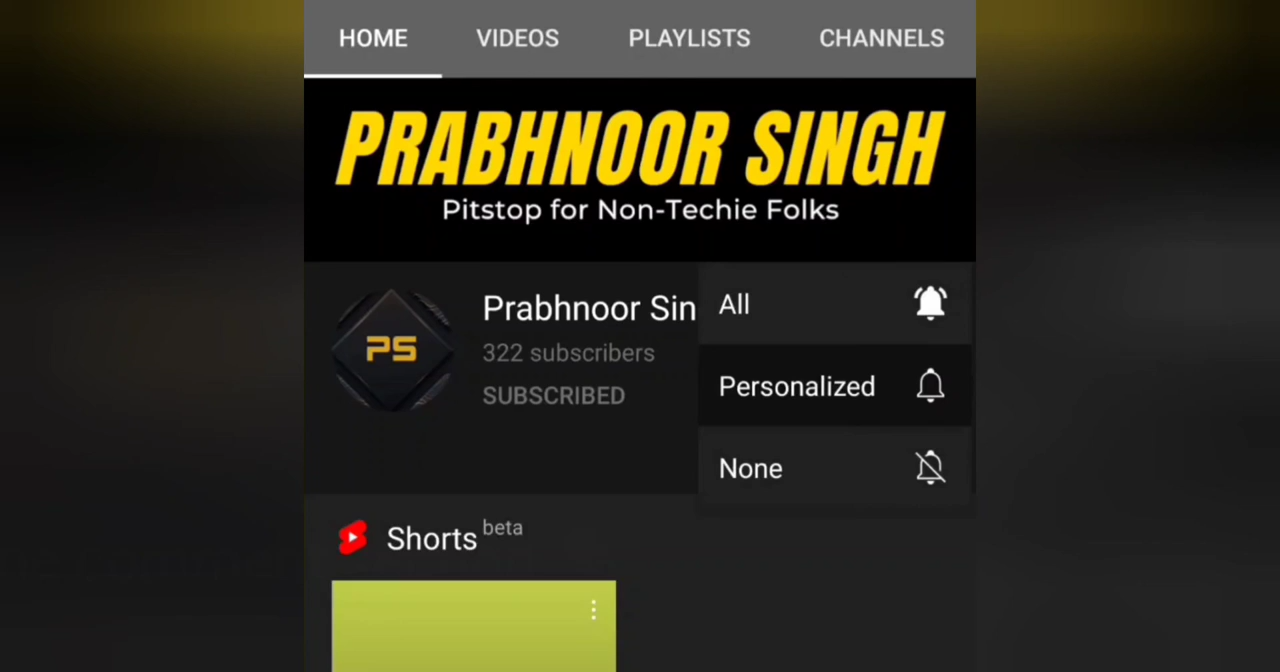 HOME VIDEOS PLAYLISTS CHANNELS
PRABHNOOR SINGH
Pitstop for Non-Techie Folks
PS
Prabhnoor Sin
322 subscribers
SUBSCRIBED
All
Personalized
None
Shorts beta